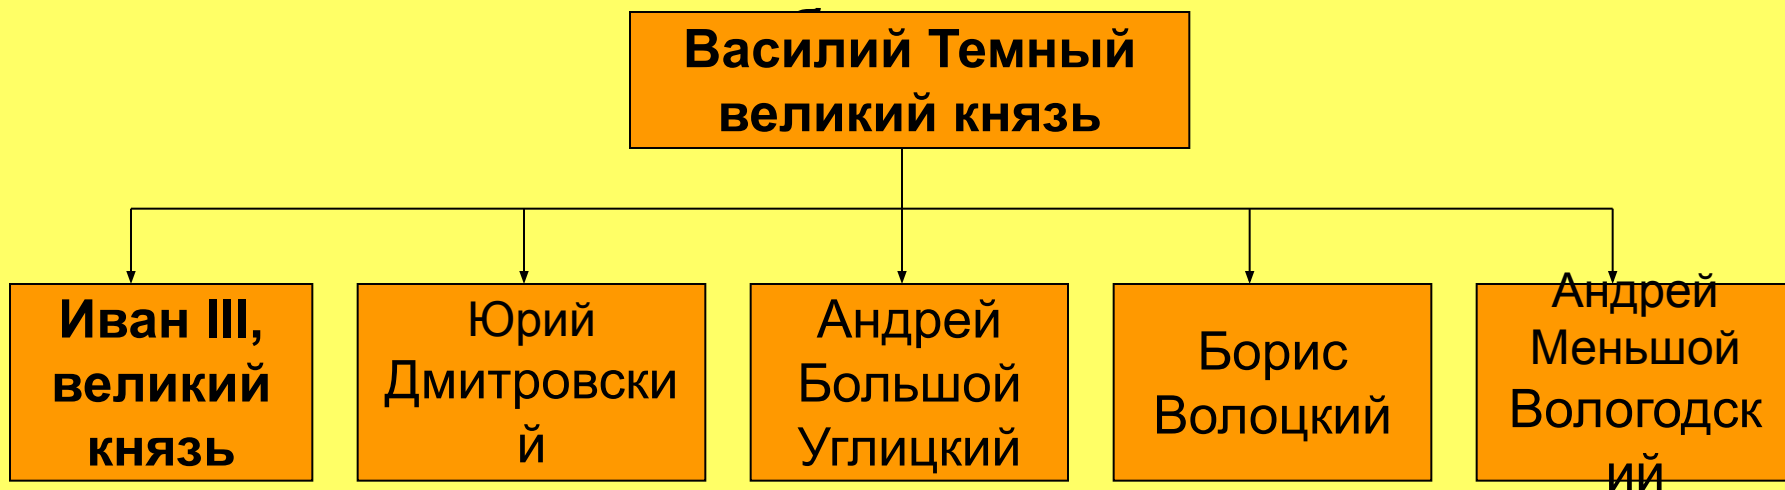 Василий Темный
великий князь
Иван III,
великий
князь
Юрий
Дмитровски
й
Андрей
Большой
Углицкий
Борис
Волоцкий
Андрей
Меньшой
Вологодск
ий